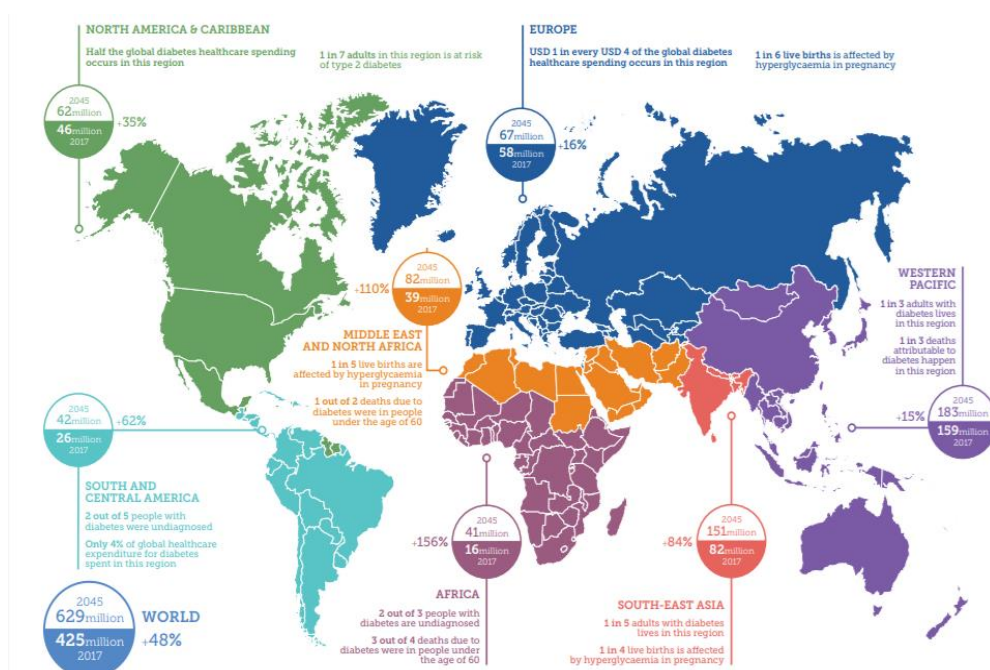 NORTH AMERICA & CARIBBEAN
Half the global diabetes healthcare spending
occurs in this region
1 in 7 adults in this region is at risk
of type 2 diabetes
2045
62million
46million
2017
+35%
EUROPE
USD 1 in every USD 4 of the global diabetes
healthcare spending occurs in this region
1 in 6 live births is affected by
hyperglycaemia in pregnancy
2045
67million
58million
2017
+16%
2045
82million
39million
2017
+110%
MIDDLE EAST
AND NORTH AFRICA
1 in 5 live births are
affected by hyperglycaemia
in pregnancy
1 out of 2 deaths due to
diabetes were in people
under the age of 60
WESTERN
PACIFIC
1 in 3 adults with
diabetes lives
in this region
1 in 3 deaths
attributable to
diabetes happen
in this region
2045
183million
159million
2017
+15%
2045
42million
26million
2017
+62%
SOUTH AND
CENTRAL AMERICA
2 out of 5 people with
diabetes were undiagnosed
Only 4% of global healthcare
expenditure for diabetes
spent in this region
2045
41million
16million
2017
+156%
AFRICA
2 out of 3 people with
diabetes are undiagnosed
3 out of 4 deaths due to
diabetes were in people under
the age of 60
2045
151million
82million
2017
+84%
SOUTH-EAST ASIA
1 in 5 adults with diabetes
lives in this region
1 in 4 live births is affected
by hyperglycaemia in pregnancy
2045
629million
425million
2017
WORLD
+48%